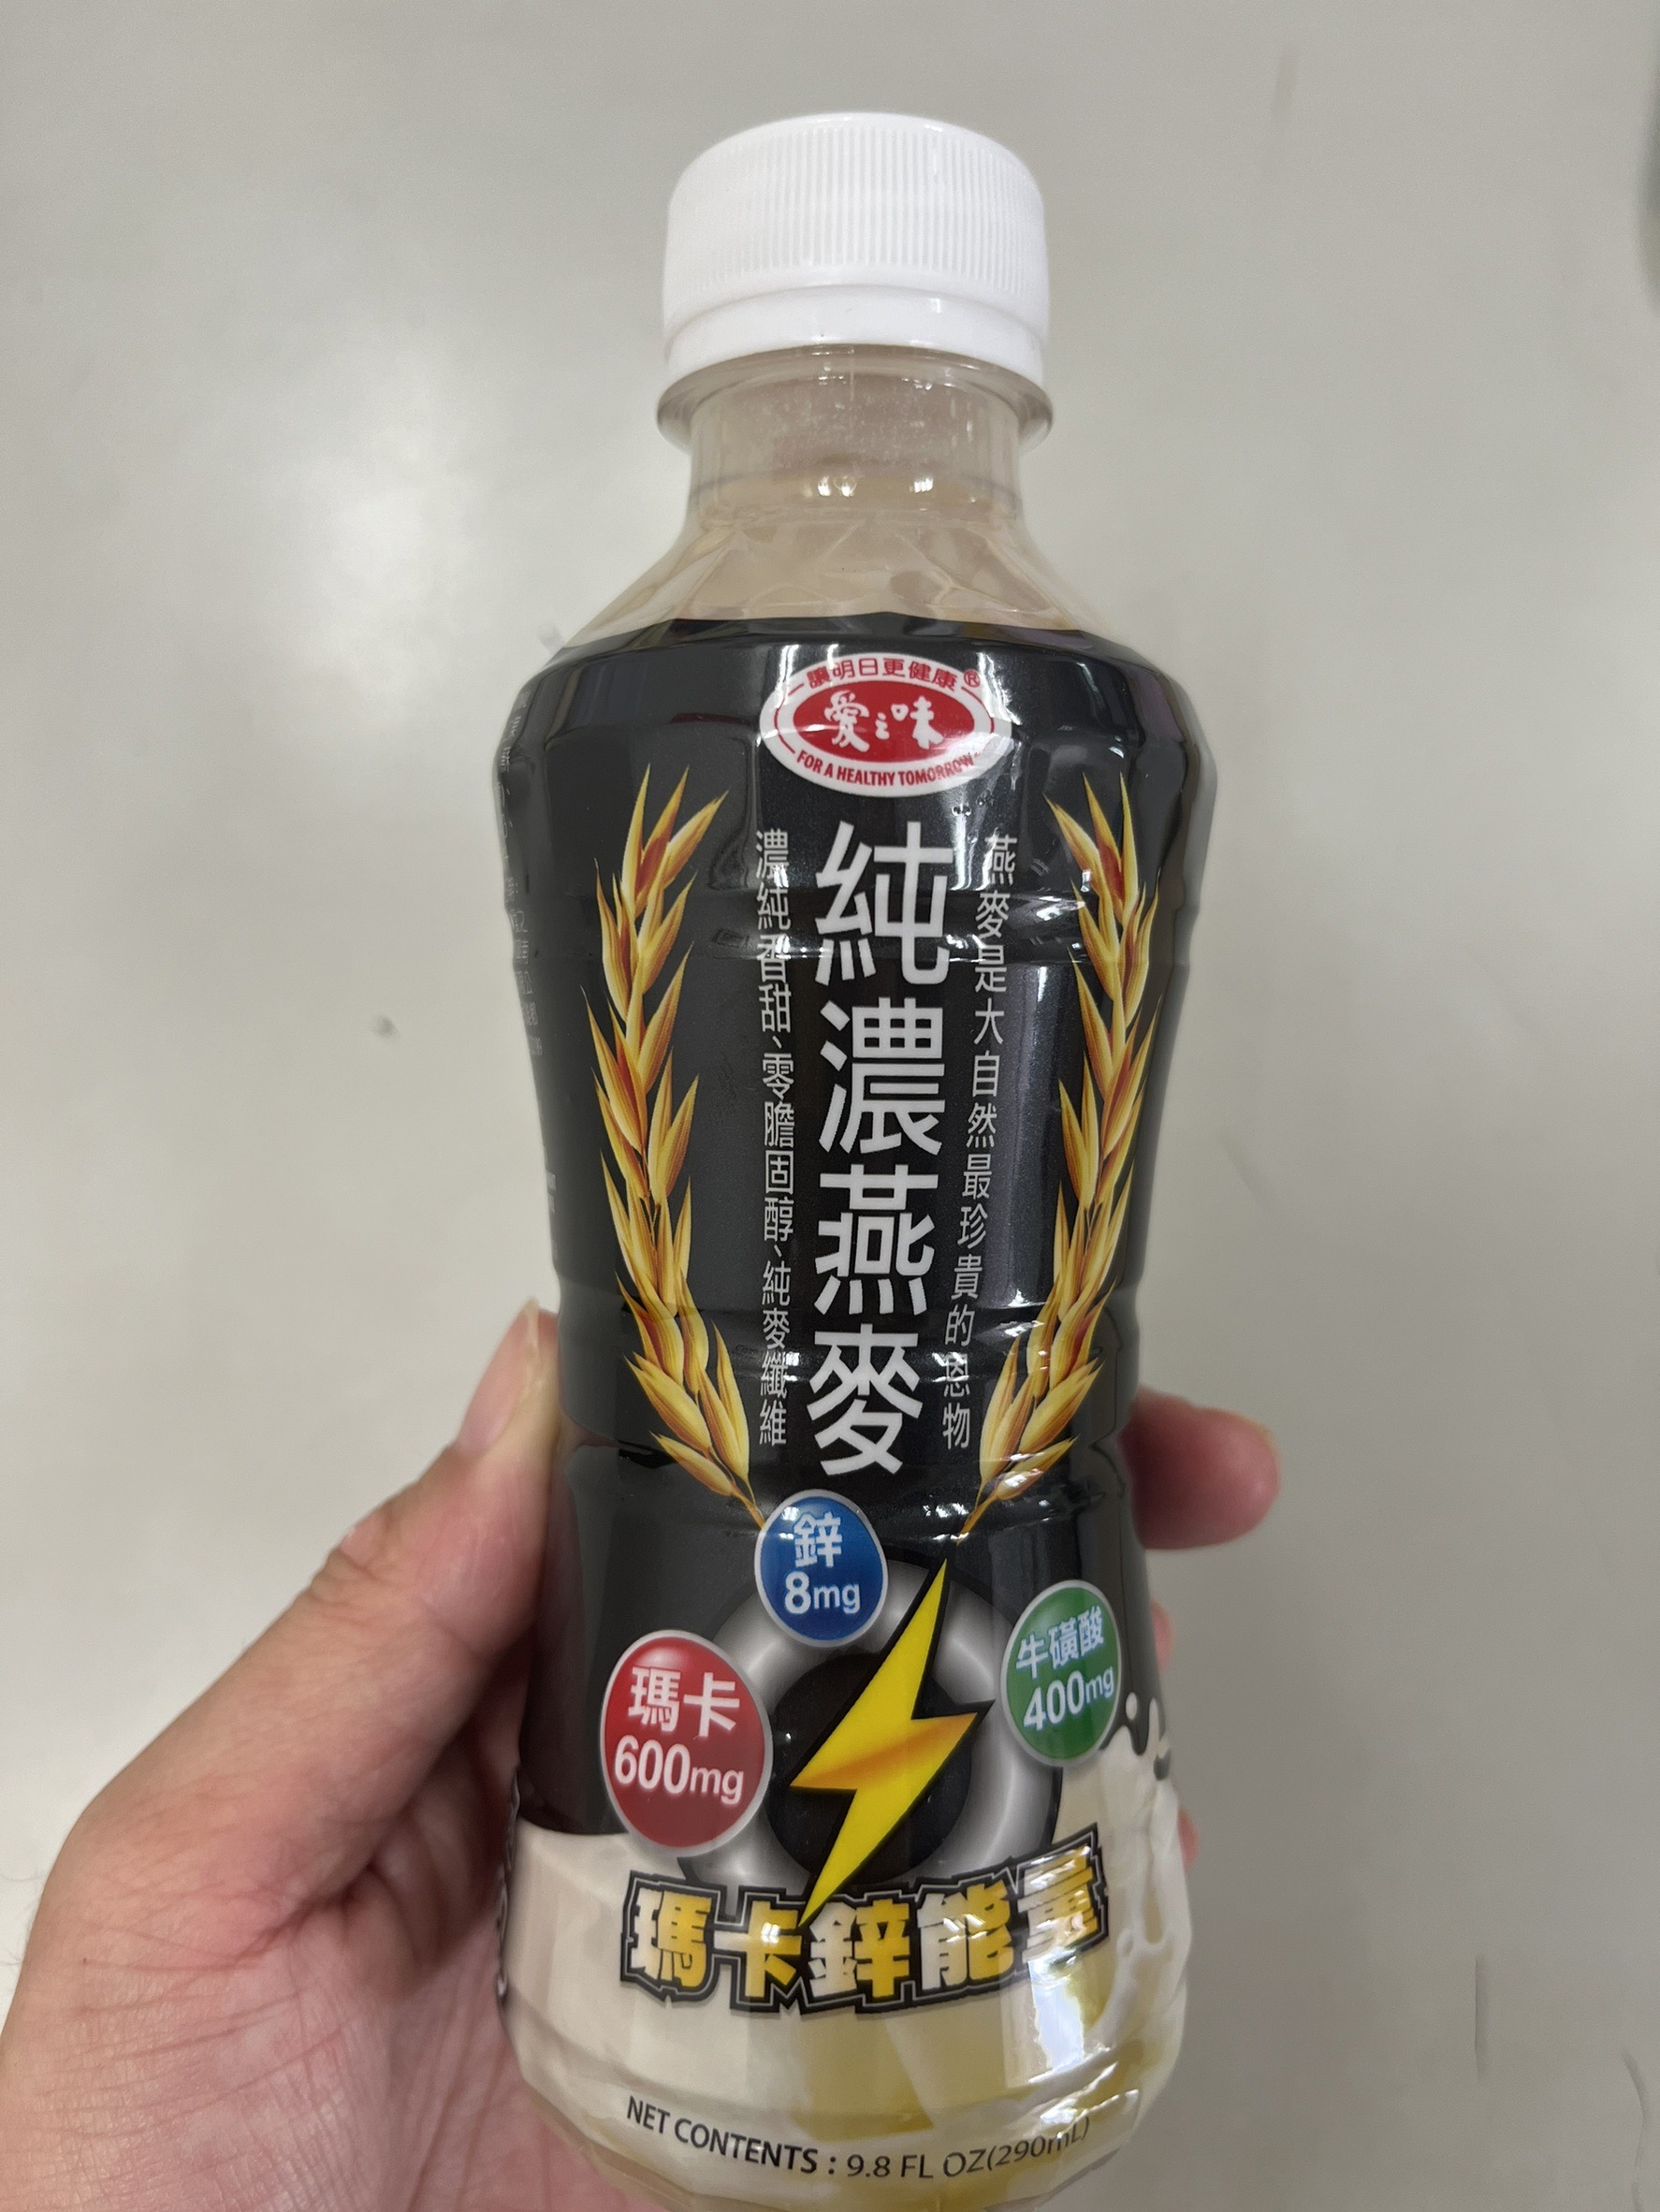 讓明日更健康®
愛之味
FOR A HEALTHY TOMORROW
燕麥是大自然最珍貴的恩物
純濃燕麥
濃純香甜、零膽固醇、純麥纖維
鋅
8mg
牛磺酸
400mg
瑪卡
600mg
瑪卡鋅能量
NET CONTENTS：9.8 FL OZ(290mL)